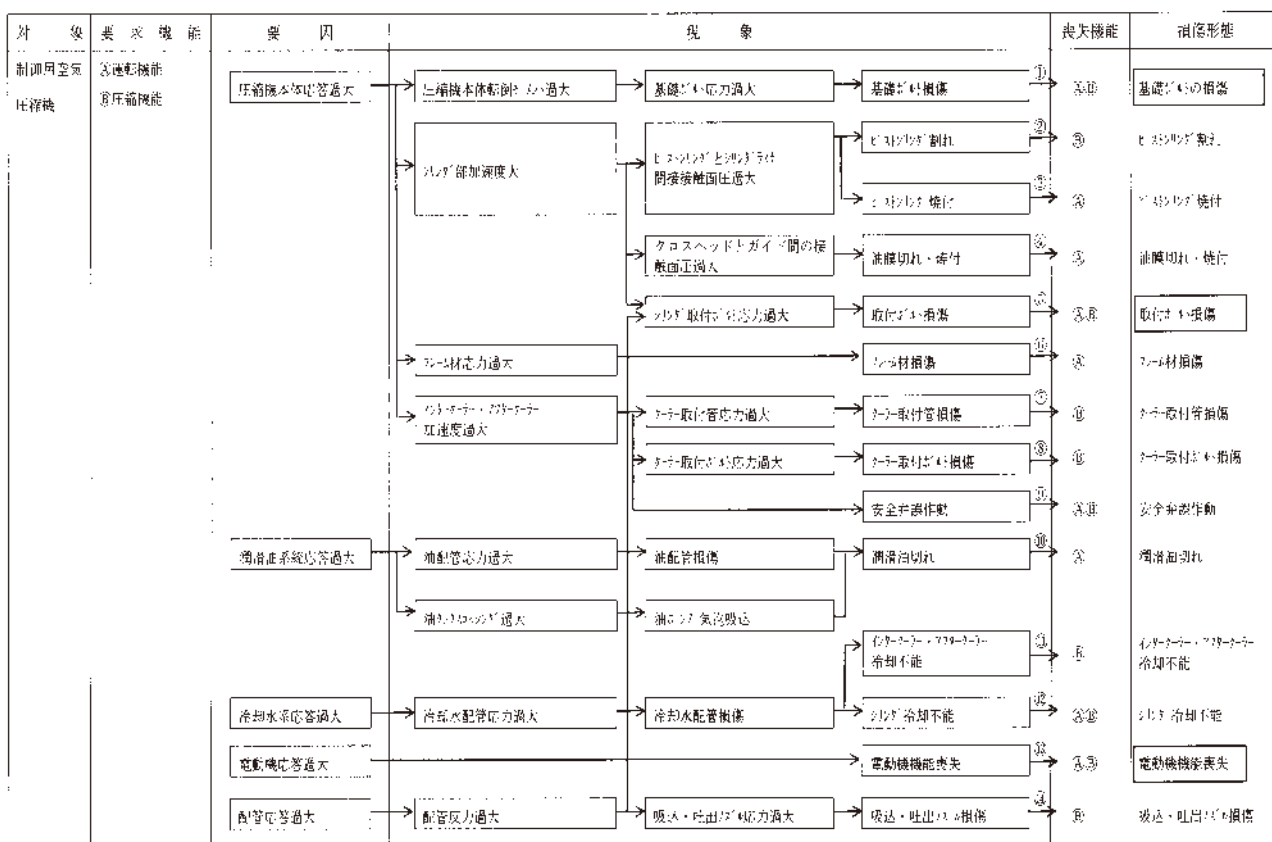 対象 要求機能 要因 現象 喪失機能 損傷形態
制御用空気 Ⓐ運転機能
圧縮機 Ⓑ圧縮機能
圧縮機本体応答過大 圧縮機本体転倒モーメント過大 基礎ボルト応力過大 基礎ボルト損傷 ① Ⓐ,Ⓑ 基礎ボルトの損傷
シリンダ部加速度大 ピストンリングとシリンダライナ
間接接触面圧過大 ピストンリング割れ ② Ⓑ ピストンリング割れ
ピストンリング焼付 ③ Ⓐ ピストンリング焼付
クロスヘッドとガイド間の接
触面圧過大 油膜切れ・焼付 ④ Ⓐ 油膜切れ・焼付
シリンダ取付ボルト応力過大 取付ボルト損傷 ⑤ Ⓐ,Ⓑ 取付ボルト損傷
フレーム材応力過大 フレーム材損傷 ⑥ Ⓐ フレーム材損傷
インタークーラー・アフタークーラー
加速度過大 クーラー取付管応力過大 クーラー取付管損傷 ⑦ Ⓑ クーラー取付管損傷
クーラー取付ボルト応力過大 クーラー取付ボルト損傷 ⑧ Ⓑ クーラー取付ボルト損傷
安全弁誤作動 Ⓐ,Ⓑ 安全弁誤作動
潤滑油系統応答過大 油配管応力過大 油配管損傷 潤滑油切れ ⑩ Ⓐ 潤滑油切れ
油タンクスロッシング過大 油ポンプ気泡吸込
インタークーラー・アフタークーラー
冷却不能 ⑪ Ⓑ インタークーラー・アフタークーラー
冷却不能
冷却水系応答過大 冷却水配管応力過大 冷却水配管損傷 シリンダ冷却不能 ⑫ Ⓐ,Ⓑ シリンダ冷却不能
電動機応答過大 電動機機能喪失 ⑬ Ⓐ,Ⓑ 電動機機能喪失
配管応答過大 配管反力過大 吸込・吐出ノズル応力過大 吸込・吐出ノズル損傷 ⑭ Ⓑ 吸込・吐出ノズル損傷